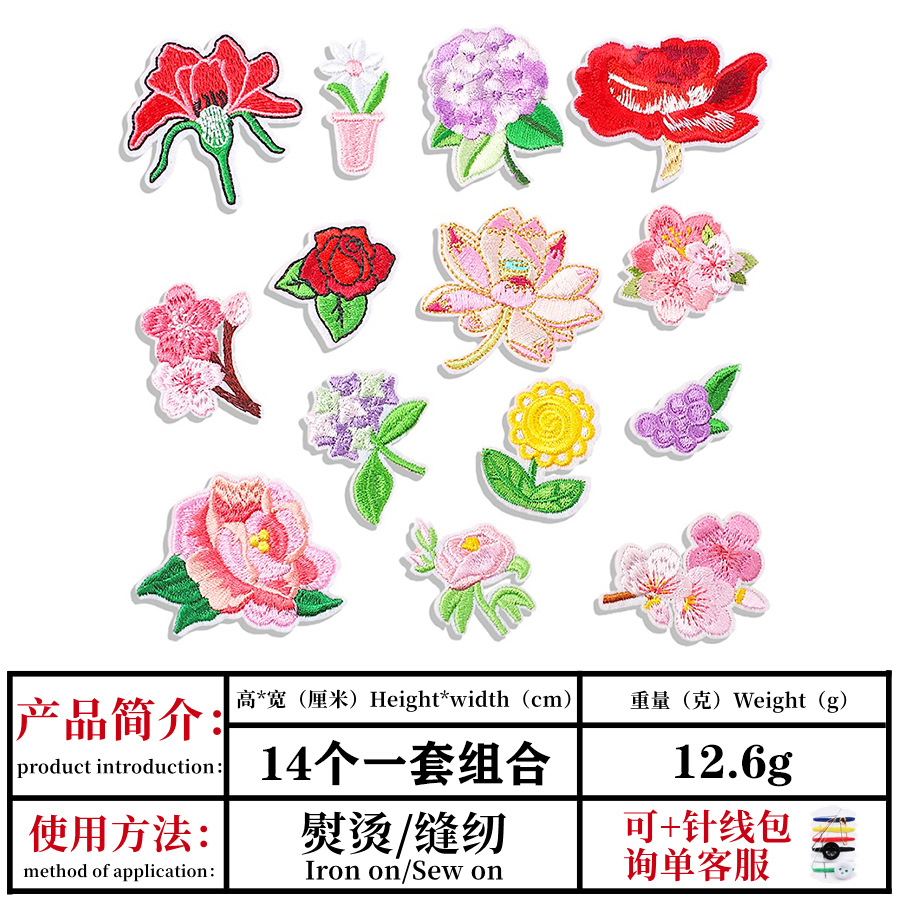 产品简介：
product introduction：
高*宽（厘米）Height*width（cm）
重量（克）Weight（g）
14个一套组合
12.6g
使用方法：
method of application：
熨烫/缝纫
Iron on/Sew on
可+针线包
询单客服